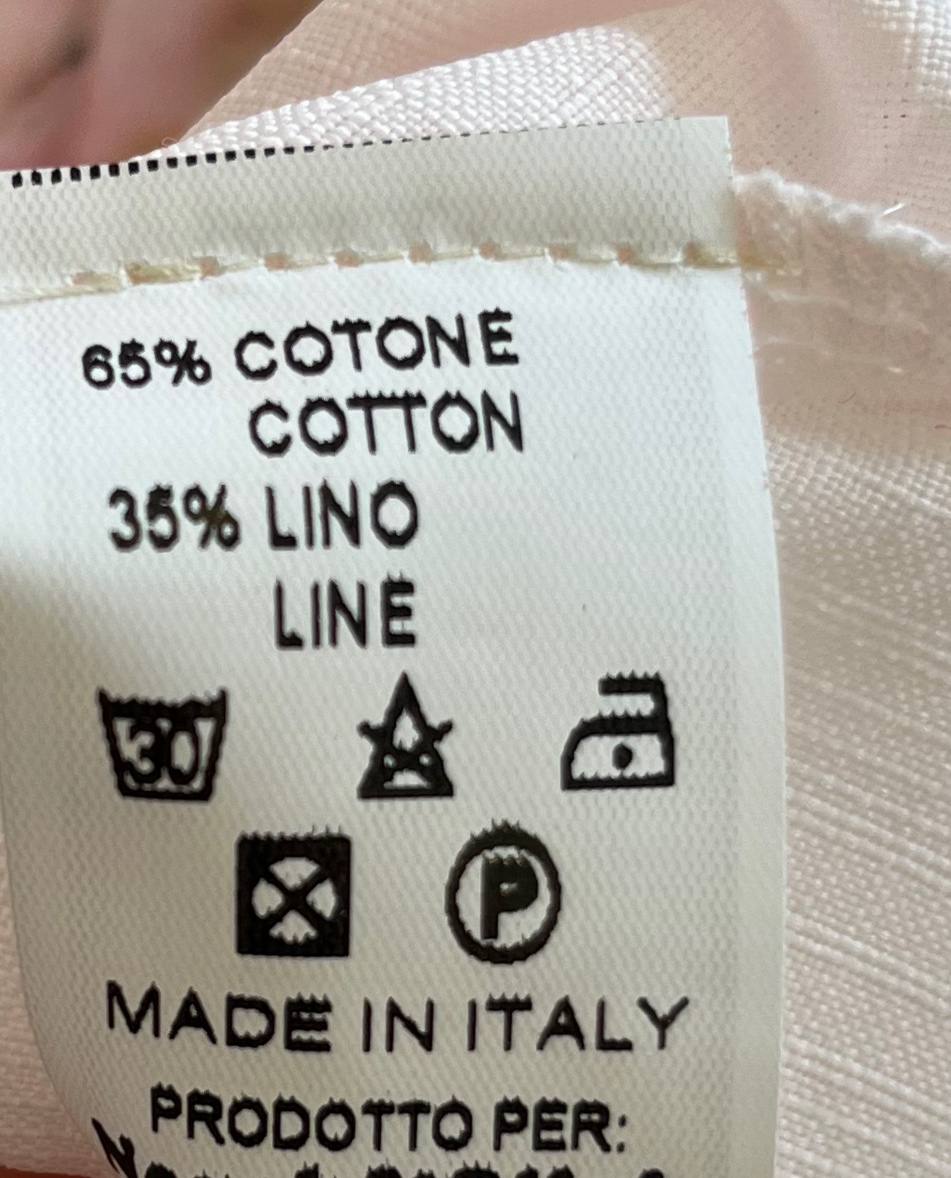 65% COTONE
COTTON
35% LINO
LINE
30
P
MADE IN ITALY
PRODOTTO PER: